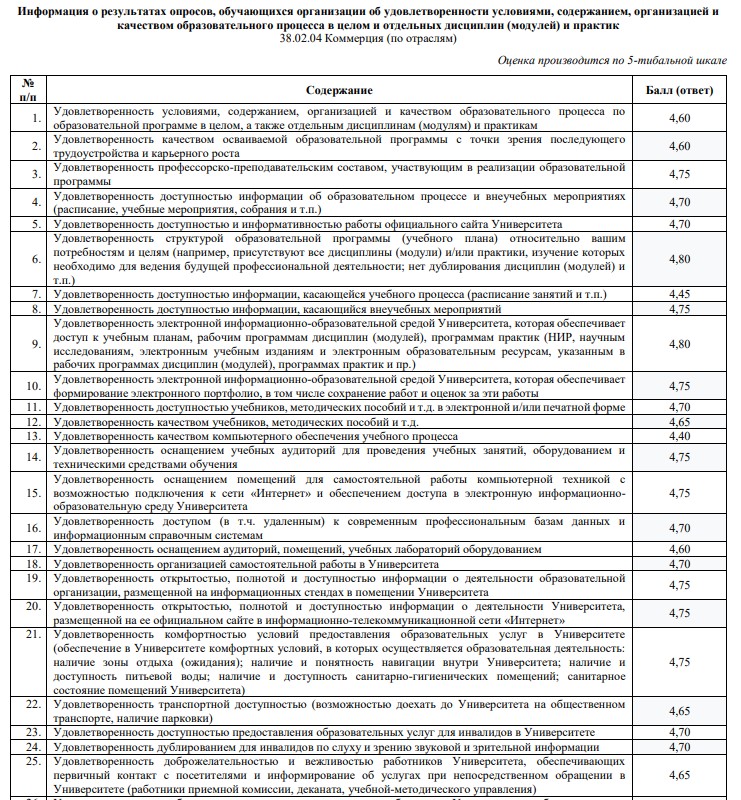 Информация о результатах опросов, обучающихся организации об удовлетворенности условиями, содержанием, организацией и
качеством образовательного процесса в целом и отдельных дисциплин (модулей) и практик
38.02.04 Коммерция (по отраслям)
Оценка производится по 5-тибальной шкале
№
п/п
Содержание
Балл (ответ)
1. Удовлетворенность условиями, содержанием, организацией и качеством образовательного процесса по
образовательной программе в целом, а также отдельным дисциплинам (модулям) и практикам
4,60
2. Удовлетворенность качеством осваиваемой образовательной программы с точки зрения последующего
трудоустройства и карьерного роста
4,60
3. Удовлетворенность профессорско-преподавательским составом, участвующим в реализации образовательной
программы
4,75
4. Удовлетворенность доступностью информации об образовательном процессе и внеучебных мероприятиях
(расписание, учебные мероприятия, собрания и т.п.)
4,70
5. Удовлетворенность доступностью и информативностью работы официального сайта Университета 4,70
6. Удовлетворенность структурой образовательной программы (учебного плана) относительно вашим
потребностям и целям (например, присутствуют все дисциплины (модули) и/или практики, изучение которых
необходимо для ведения будущей профессиональной деятельности; нет дублирования дисциплин (модулей) и
т.п.)
4,80
7. Удовлетворенность доступностью информации, касающейся учебного процесса (расписание занятий и т.п.) 4,45
8. Удовлетворенность доступностью информации, касающийся внеучебных мероприятий 4,75
9. Удовлетворенность электронной информационно-образовательной средой Университета, которая обеспечивает
доступ к учебным планам, рабочим программам дисциплин (модулей), программам практик (НИР, научным
исследованиям, электронным учебным изданиям и электронным образовательным ресурсам, указанным в
рабочих программах дисциплин (модулей), программах практик и пр.)
4,80
10. Удовлетворенность электронной информационно-образовательной средой Университета, которая обеспечивает
формирование электронного портфолио, в том числе сохранение работ и оценок за эти работы
4,75
11. Удовлетворенность доступностью учебников, методических пособий и т.д. в электронной и/или печатной форме 4,70
12. Удовлетворенность качеством учебников, методических пособий и т.д. 4,65
13. Удовлетворенность качеством компьютерного обеспечения учебного процесса 4,40
14. Удовлетворенность оснащением учебных аудиторий для проведения учебных занятий, оборудованием и
техническими средствами обучения
4,75
15. Удовлетворенность оснащением помещений для самостоятельной работы компьютерной техникой с
возможностью подключения к сети «Интернет» и обеспечением доступа в электронную информационно-
образовательную среду Университета
4,75
16. Удовлетворенность доступом (в т.ч. удаленным) к современным профессиональным базам данных и
информационным справочным системам
4,70
17. Удовлетворенность оснащением аудиторий, помещений, учебных лабораторий оборудованием 4,60
18. Удовлетворенность организацией самостоятельной работы в Университета 4,70
19. Удовлетворенность открытостью, полнотой и доступностью информации о деятельности образовательной
организации, размещенной на информационных стендах в помещении Университета
4,75
20. Удовлетворенность открытостью, полнотой и доступностью информации о деятельности Университета,
размещенной на ее официальном сайте в информационно-телекоммуникационной сети «Интернет»
4,75
21. Удовлетворенность комфортностью условий предоставления образовательных услуг в Университете
(обеспечение в Университете комфортных условий, в которых осуществляется образовательная деятельность:
наличие зоны отдыха (ожидания); наличие и понятность навигации внутри Университета; наличие и
доступность питьевой воды; наличие и доступность санитарно-гигиенических помещений; санитарное
состояние помещений Университета)
4,75
22. Удовлетворенность транспортной доступностью (возможностью доехать до Университета на общественном
транспорте, наличие парковки)
4,65
23. Удовлетворенность доступностью предоставления образовательных услуг для инвалидов в Университете 4,70
24. Удовлетворенность дублированием для инвалидов по слуху и зрению звуковой и зрительной информации 4,70
25. Удовлетворенность доброжелательностью и вежливостью работников Университета, обеспечивающих
первичный контакт с посетителями и информирование об услугах при непосредственном обращении в
Университете (работники приемной комиссии, деканата, учебно-методического управления)
4,65